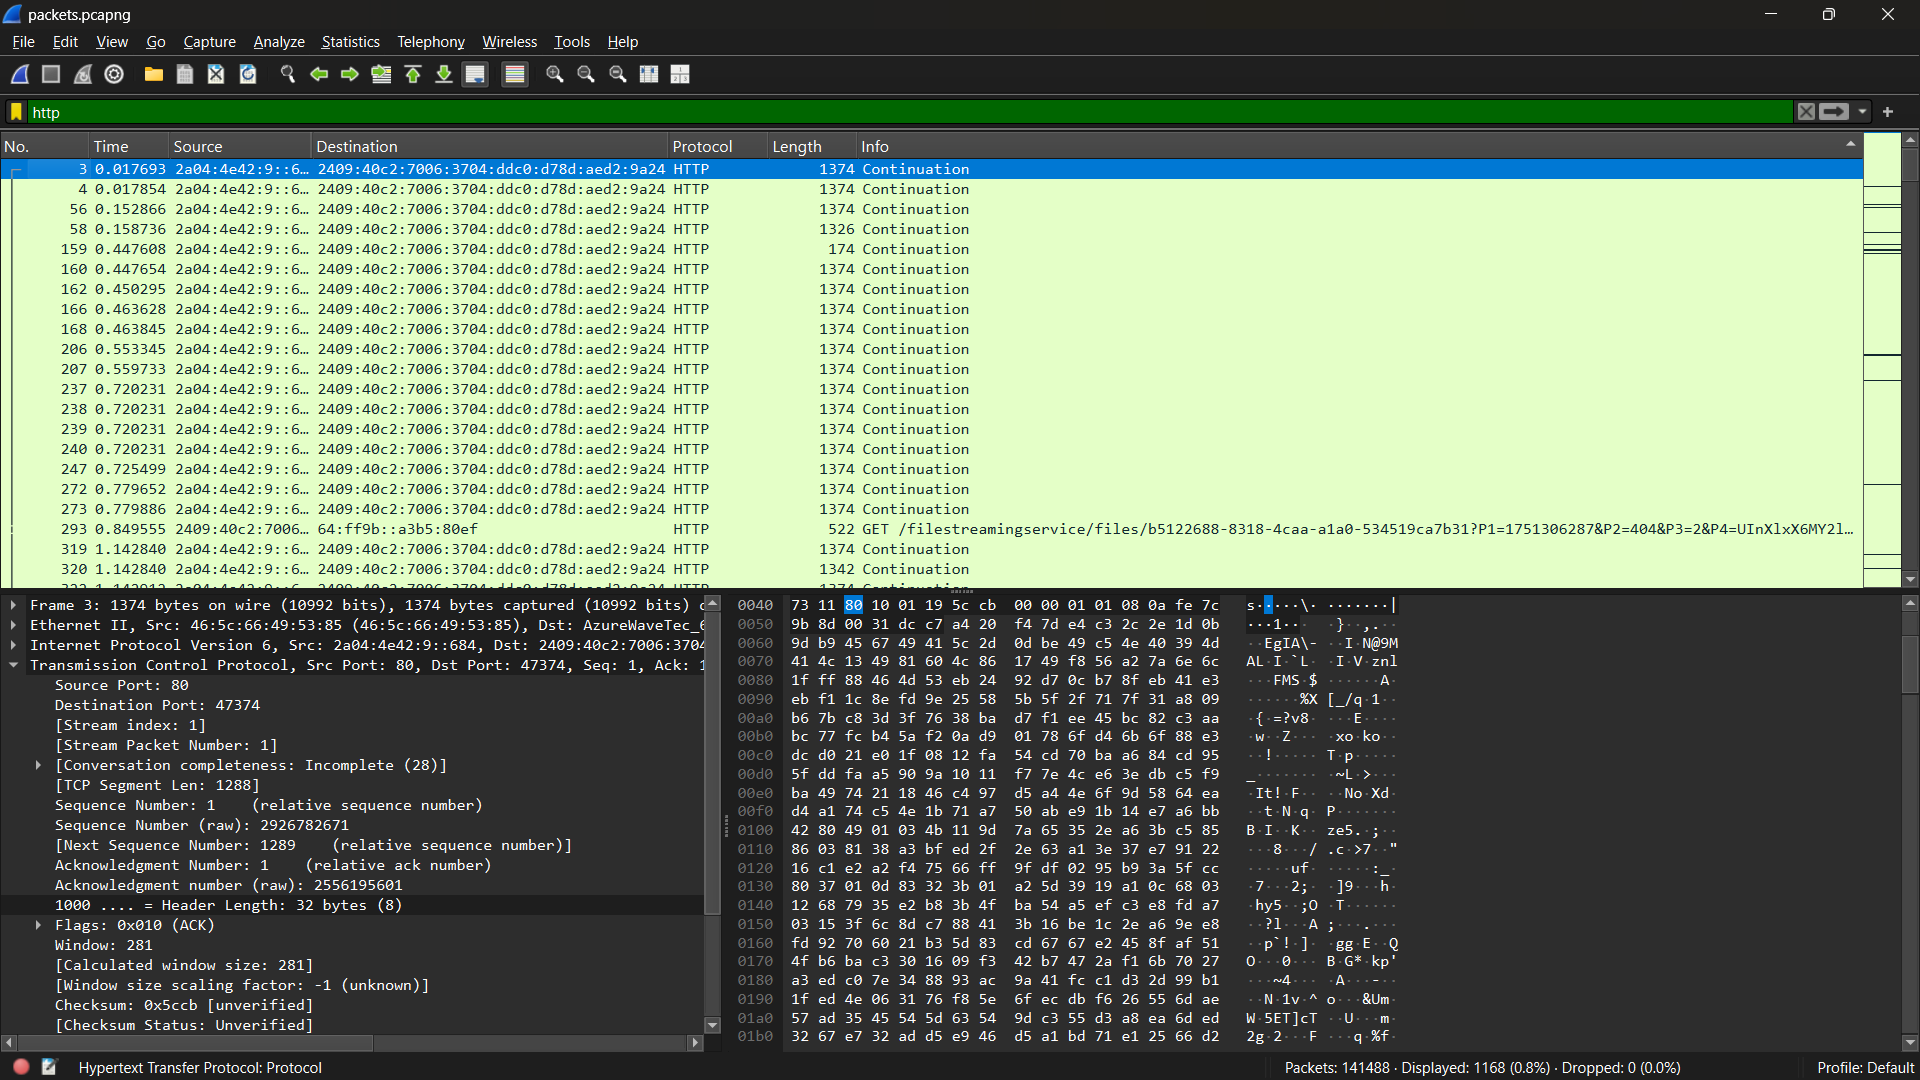 packets.pcapng
File Edit View Go Capture Analyze Statistics Telephony Wireless Tools Help
http
No. Time Source Destination Protocol Length Info
3 0.017693 2a04:4e42:9::6… 2409:40c2:7006:3704:ddc0:d78d:aed2:9a24 HTTP 1374 Continuation
4 0.017854 2a04:4e42:9::6… 2409:40c2:7006:3704:ddc0:d78d:aed2:9a24 HTTP 1374 Continuation
56 0.152866 2a04:4e42:9::6… 2409:40c2:7006:3704:ddc0:d78d:aed2:9a24 HTTP 1374 Continuation
58 0.158736 2a04:4e42:9::6… 2409:40c2:7006:3704:ddc0:d78d:aed2:9a24 HTTP 1326 Continuation
159 0.447608 2a04:4e42:9::6… 2409:40c2:7006:3704:ddc0:d78d:aed2:9a24 HTTP 174 Continuation
160 0.447654 2a04:4e42:9::6… 2409:40c2:7006:3704:ddc0:d78d:aed2:9a24 HTTP 1374 Continuation
162 0.450295 2a04:4e42:9::6… 2409:40c2:7006:3704:ddc0:d78d:aed2:9a24 HTTP 1374 Continuation
166 0.463628 2a04:4e42:9::6… 2409:40c2:7006:3704:ddc0:d78d:aed2:9a24 HTTP 1374 Continuation
168 0.463845 2a04:4e42:9::6… 2409:40c2:7006:3704:ddc0:d78d:aed2:9a24 HTTP 1374 Continuation
206 0.553345 2a04:4e42:9::6… 2409:40c2:7006:3704:ddc0:d78d:aed2:9a24 HTTP 1374 Continuation
207 0.559733 2a04:4e42:9::6… 2409:40c2:7006:3704:ddc0:d78d:aed2:9a24 HTTP 1374 Continuation
237 0.720231 2a04:4e42:9::6… 2409:40c2:7006:3704:ddc0:d78d:aed2:9a24 HTTP 1374 Continuation
238 0.720231 2a04:4e42:9::6… 2409:40c2:7006:3704:ddc0:d78d:aed2:9a24 HTTP 1374 Continuation
239 0.720231 2a04:4e42:9::6… 2409:40c2:7006:3704:ddc0:d78d:aed2:9a24 HTTP 1374 Continuation
240 0.720231 2a04:4e42:9::6… 2409:40c2:7006:3704:ddc0:d78d:aed2:9a24 HTTP 1374 Continuation
247 0.725499 2a04:4e42:9::6… 2409:40c2:7006:3704:ddc0:d78d:aed2:9a24 HTTP 1374 Continuation
272 0.779652 2a04:4e42:9::6… 2409:40c2:7006:3704:ddc0:d78d:aed2:9a24 HTTP 1374 Continuation
273 0.779886 2a04:4e42:9::6… 2409:40c2:7006:3704:ddc0:d78d:aed2:9a24 HTTP 1374 Continuation
293 0.849555 2409:40c2:7006… 64:ff9b::a3b5:80ef HTTP 522 GET /filestreamingservice/files/b5122688-8318-4caa-a1a0-534519ca7b31?P1=1751306287&P2=404&P3=2&P4=UInXlxX6MY2l…
319 1.142840 2a04:4e42:9::6… 2409:40c2:7006:3704:ddc0:d78d:aed2:9a24 HTTP 1374 Continuation
320 1.142840 2a04:4e42:9::6… 2409:40c2:7006:3704:ddc0:d78d:aed2:9a24 HTTP 1342 Continuation
Frame 3: 1374 bytes on wire (10992 bits), 1374 bytes captured (10992 bits)
Ethernet II, Src: 46:5c:66:49:53:85 (46:5c:66:49:53:85), Dst: AzureWaveTec_6
Internet Protocol Version 6, Src: 2a04:4e42:9::684, Dst: 2409:40c2:7006:370
Transmission Control Protocol, Src Port: 80, Dst Port: 47374, Seq: 1, Ack: 1
Source Port: 80
Destination Port: 47374
[Stream index: 1]
[Stream Packet Number: 1]
[Conversation completeness: Incomplete (28)]
[TCP Segment Len: 1288]
Sequence Number: 1 (relative sequence number)
Sequence Number (raw): 2926782671
[Next Sequence Number: 1289 (relative sequence number)]
Acknowledgment Number: 1 (relative ack number)
Acknowledgment number (raw): 2556195601
1000 .... = Header Length: 32 bytes (8)
Flags: 0x010 (ACK)
Window: 281
[Calculated window size: 281]
[Window size scaling factor: -1 (unknown)]
Checksum: 0x5ccb [unverified]
[Checksum Status: Unverified]
0040 73 11 80 10 01 19 5c cb 00 00 01 01 08 0a fe 7c s·····\· ·······|
0050 9b 8d 00 31 dc c7 a4 20 f4 7d e4 c3 2c 2e 1d 0b ···1··· ·}··,.··
0060 9d b9 45 67 49 41 5c 2d 0d be 49 c5 4e 40 39 4d ··EgIA\- ··I·N@9M
0070 41 4c 13 49 81 60 4c 86 17 49 f8 56 a2 7a 6e 6c AL·I·`L· ·I·V·znl
0080 1f ff 88 46 4d 53 eb 24 92 d7 0c b7 8f eb 41 e3 ···FMS·$ ······A·
0090 eb f1 1c 8e fd 9e 25 58 5b 5f 2f 71 7f 31 a8 09 ······%X [_/q·1··
00a0 b6 7b c8 3d 3f 76 38 ba d7 f1 ee 45 bc 82 c3 aa ·{·=?v8· ···E····
00b0 bc 77 fc b4 5a f2 0a d9 01 78 6f d4 6b 6f 88 e3 ·w··Z··· ·xo·ko··
00c0 dc d0 21 e0 1f 08 12 fa 54 cd 70 ba a6 84 cd 95 ··!····· T·p·····
00d0 5f dd fa a5 90 9a 10 11 f7 7e 4c e6 3e db c5 f9 _······· ·~L·>···
00e0 ba 49 74 21 18 46 c4 97 d5 a4 4e 6f 9d 58 64 ea ·It!·F·· ··No·Xd·
00f0 d4 a1 74 c5 4e 1b 71 a7 50 ab e9 1b 14 e7 a6 bb ··t·N·q· P·······
0100 42 80 49 01 03 4b 11 9d 7a 65 35 2e a6 3b c5 85 B·I··K·· ze5.·;··
0110 86 03 81 38 a3 bf ed 2f 2e 63 a1 3e 37 e7 91 22 ···8···/ .c·>7··"
0120 16 c1 e2 a2 f4 75 66 ff 9f df 02 95 b9 3a 5f cc ·····uf· ·····:_·
0130 80 37 01 0d 83 32 3b 01 a2 5d 39 19 a1 0c 68 03 ·7···2;· ·]9···h·
0140 12 68 79 35 e2 b8 3b 4f ba 54 a5 ef c3 e8 fd a7 ·hy5··;O ·T······
0150 03 15 3f 6c 8d c7 88 41 3b 16 be 1c 2e a6 9e e8 ··?l···A ;···.···
0160 fd 92 70 60 21 b3 5d 83 cd 67 67 e2 45 8f af 51 ··p`!·]· ·gg·E··Q
0170 4f b6 ba c3 30 16 09 f3 42 b7 47 2a f1 6b 70 27 O···0··· B·G*·kp'
0180 a3 ed c0 7e 34 88 93 ac 9a 41 fc c1 d3 2d 99 b1 ···~4··· ·A···-··
0190 1f ed 4e 06 31 76 f8 5e 6f ec db f6 26 55 6d ae ··N·1v·^ o···&Um·
01a0 57 ad 35 45 54 5d 63 54 9d c3 55 d3 a8 ea 6d ed W·5ET]cT ··U···m·
01b0 32 67 e7 32 ad d5 e9 46 d5 a1 bd 71 e1 25 66 d2 2g·2···F ···q·%f·
Hypertext Transfer Protocol: Protocol
Packets: 141488 · Displayed: 1168 (0.8%) · Dropped: 0 (0.0%)
Profile: Default